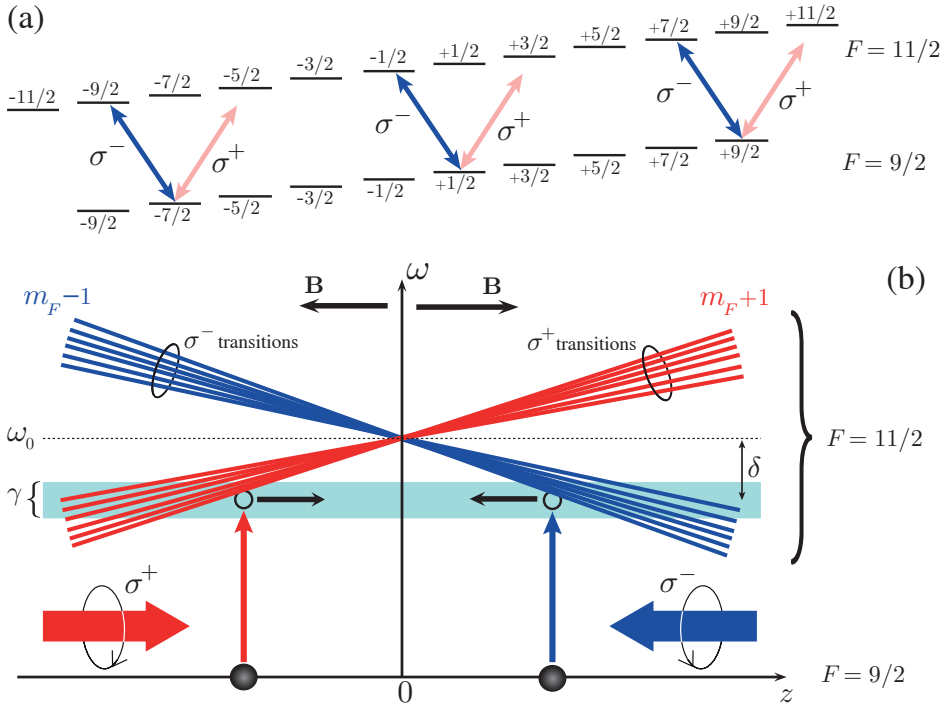 (a)
-11/2 -9/2 -7/2 -5/2 -3/2 -1/2 +1/2 +3/2 +5/2 +7/2 +9/2 +11/2
F = 11/2
σ⁻ σ⁺ σ⁻ σ⁺ σ⁻ σ⁺
F = 9/2
-9/2 -7/2 -5/2 -3/2 -1/2 +1/2 +3/2 +5/2 +7/2 +9/2
(b)
B ω B
m_F−1 m_F+1
σ⁻ transitions σ⁺ transitions
ω₀
F = 11/2
δ
γ
σ⁺ σ⁻
F = 9/2
0 z